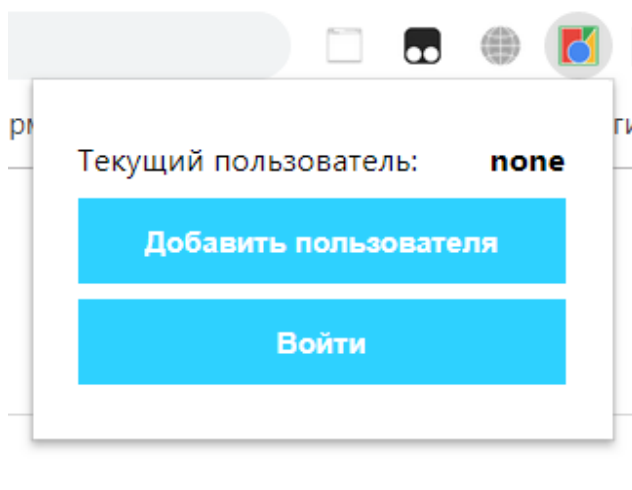 Текущий пользователь: none
Добавить пользователя
Войти